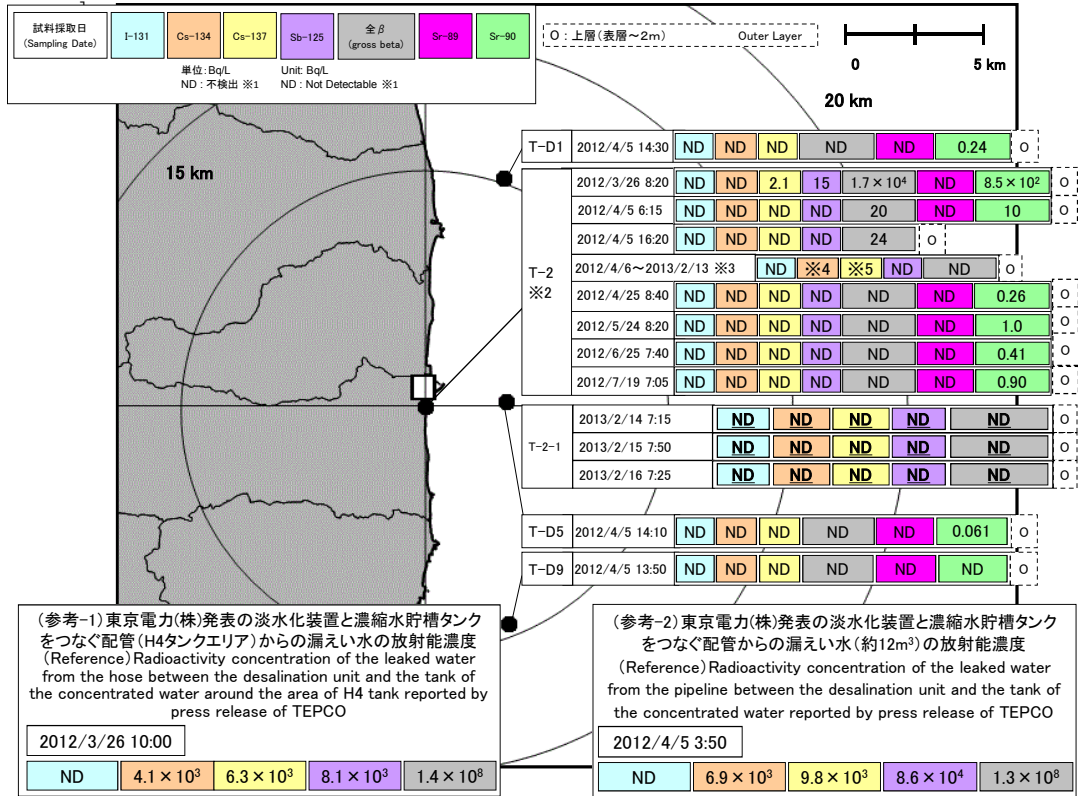 試料採取日
(Sampling Date)
I-131
Cs-134
Cs-137
Sb-125
全β
(gross beta)
Sr-89
Sr-90
単位: Bq/L
Unit: Bq/L
ND : 不検出 ※1
ND : Not Detectable ※1
O : 上層(表層~2m) Outer Layer
0 5 km
20 km
15 km
T-D1 2012/4/5 14:30 ND ND ND ND ND 0.24 O
T-2
※2
2012/3/26 8:20 ND ND 2.1 15 1.7×10⁴ ND 8.5×10² O
2012/4/5 6:15 ND ND ND ND 20 ND 10 O
2012/4/5 16:20 ND ND ND ND 24 O
2012/4/6~2013/2/13 ※3 ND ※4 ※5 ND ND O
2012/4/25 8:40 ND ND ND ND ND ND 0.26 O
2012/5/24 8:20 ND ND ND ND ND ND 1.0 O
2012/6/25 7:40 ND ND ND ND ND ND 0.41 O
2012/7/19 7:05 ND ND ND ND ND ND 0.90 O
T-2-1
2013/2/14 7:15 ND ND ND ND ND O
2013/2/15 7:50 ND ND ND ND ND O
2013/2/16 7:25 ND ND ND ND ND O
T-D5 2012/4/5 14:10 ND ND ND ND ND 0.061 O
T-D9 2012/4/5 13:50 ND ND ND ND ND ND O
(参考-1)東京電力(株)発表の淡水化装置と濃縮水貯槽タンク
をつなぐ配管(H4タンクエリア)からの漏えい水の放射能濃度
(Reference)Radioactivity concentration of the leaked water
from the hose between the desalination unit and the tank of
the concentrated water around the area of H4 tank reported by
press release of TEPCO
2012/3/26 10:00
ND 4.1×10³ 6.3×10³ 8.1×10³ 1.4×10⁸
(参考-2)東京電力(株)発表の淡水化装置と濃縮水貯槽タンク
をつなぐ配管からの漏えい水(約12m³)の放射能濃度
(Reference)Radioactivity concentration of the leaked water
from the pipeline between the desalination unit and the tank of
the concentrated water reported by press release of TEPCO
2012/4/5 3:50
ND 6.9×10³ 9.8×10³ 8.6×10⁴ 1.3×10⁸